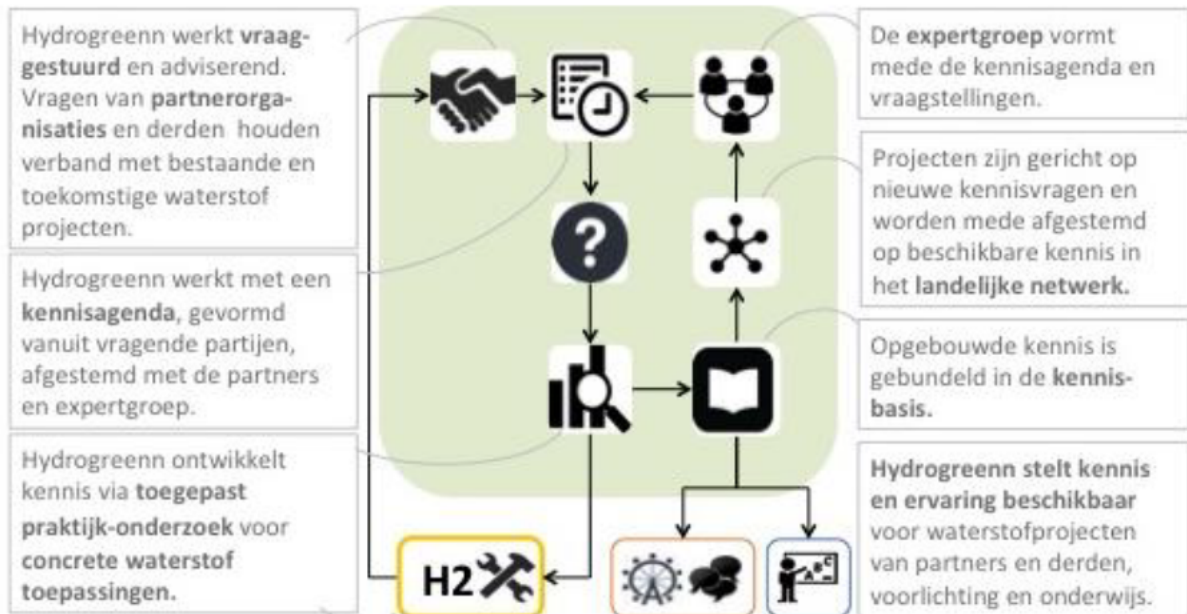 Hydrogreenn werkt vraag-
gestuurd en adviserend.
Vragen van partnerorga-
nisaties en derden houden
verband met bestaande en
toekomstige waterstof
projecten.
Hydrogreenn werkt met een
kennisagenda, gevormd
vanuit vragende partijen,
afgestemd met de partners
en expertgroep.
Hydrogreenn ontwikkelt
kennis via toegepast
praktijk-onderzoek voor
concrete waterstof
toepassingen.
?
H2
A B C
De expertgroep vormt
mede de kennisagenda en
vraagstellingen.
Projecten zijn gericht op
nieuwe kennisvragen en
worden mede afgestemd
op beschikbare kennis in
het landelijke netwerk.
Opgebouwde kennis is
gebundeld in de kennis-
basis.
Hydrogreenn stelt kennis
en ervaring beschikbaar
voor waterstofprojecten
van partners en derden,
voorlichting en onderwijs.